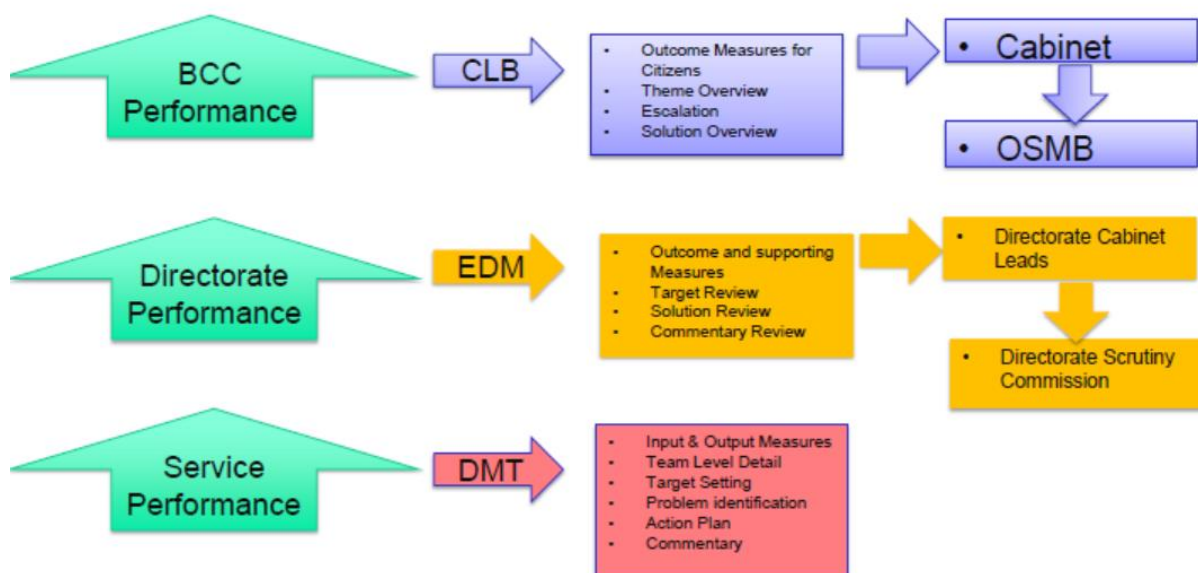 BCC
Performance
CLB
• Outcome Measures for
Citizens
• Theme Overview
• Escalation
• Solution Overview
• Cabinet
• OSMB
Directorate
Performance
EDM
• Outcome and supporting
Measures
• Target Review
• Solution Review
• Commentary Review
• Directorate Cabinet
Leads
• Directorate Scrutiny
Commission
Service
Performance
DMT
• Input & Output Measures
• Team Level Detail
• Target Setting
• Problem identification
• Action Plan
• Commentary